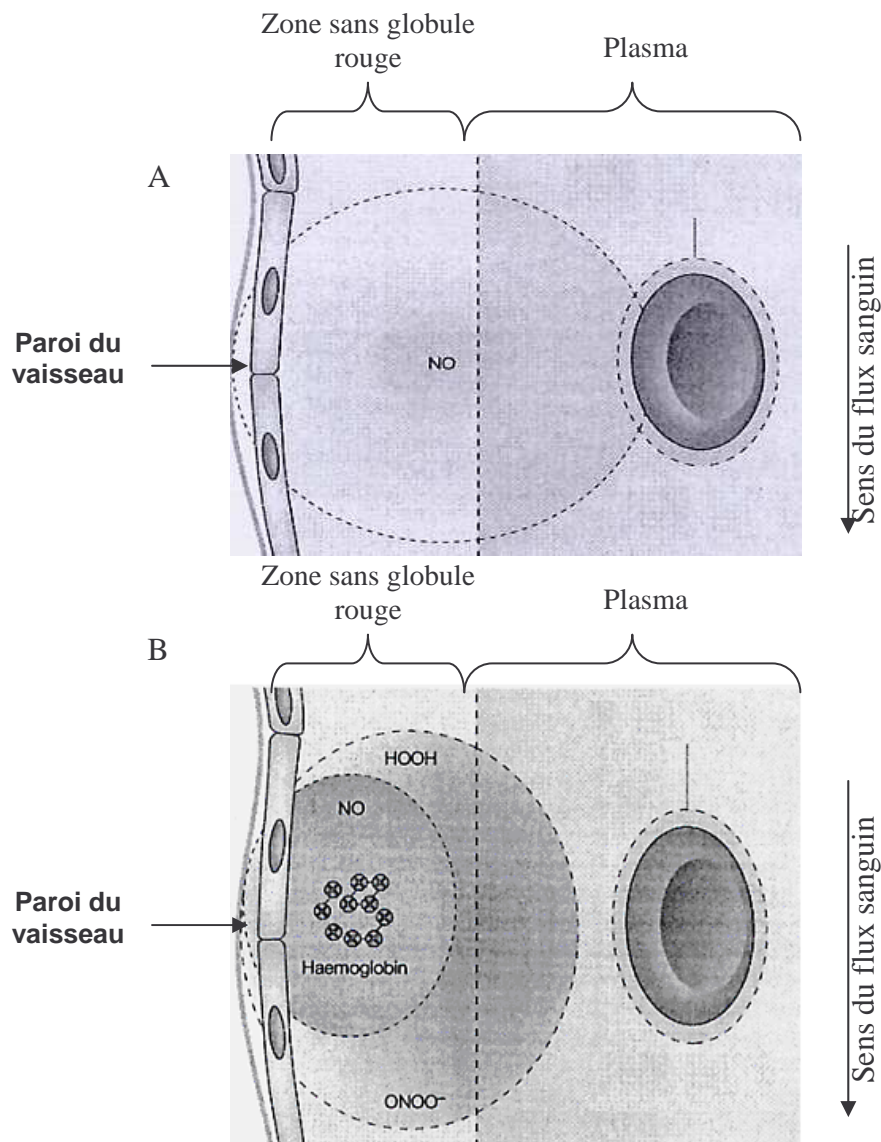 Zone sans globule
rouge
Plasma
A
Paroi du
vaisseau
NO
Sens du flux sanguin
Zone sans globule
rouge
Plasma
B
HOOH
NO
Paroi du
vaisseau
Haemoglobin
ONOO⁻
Sens du flux sanguin